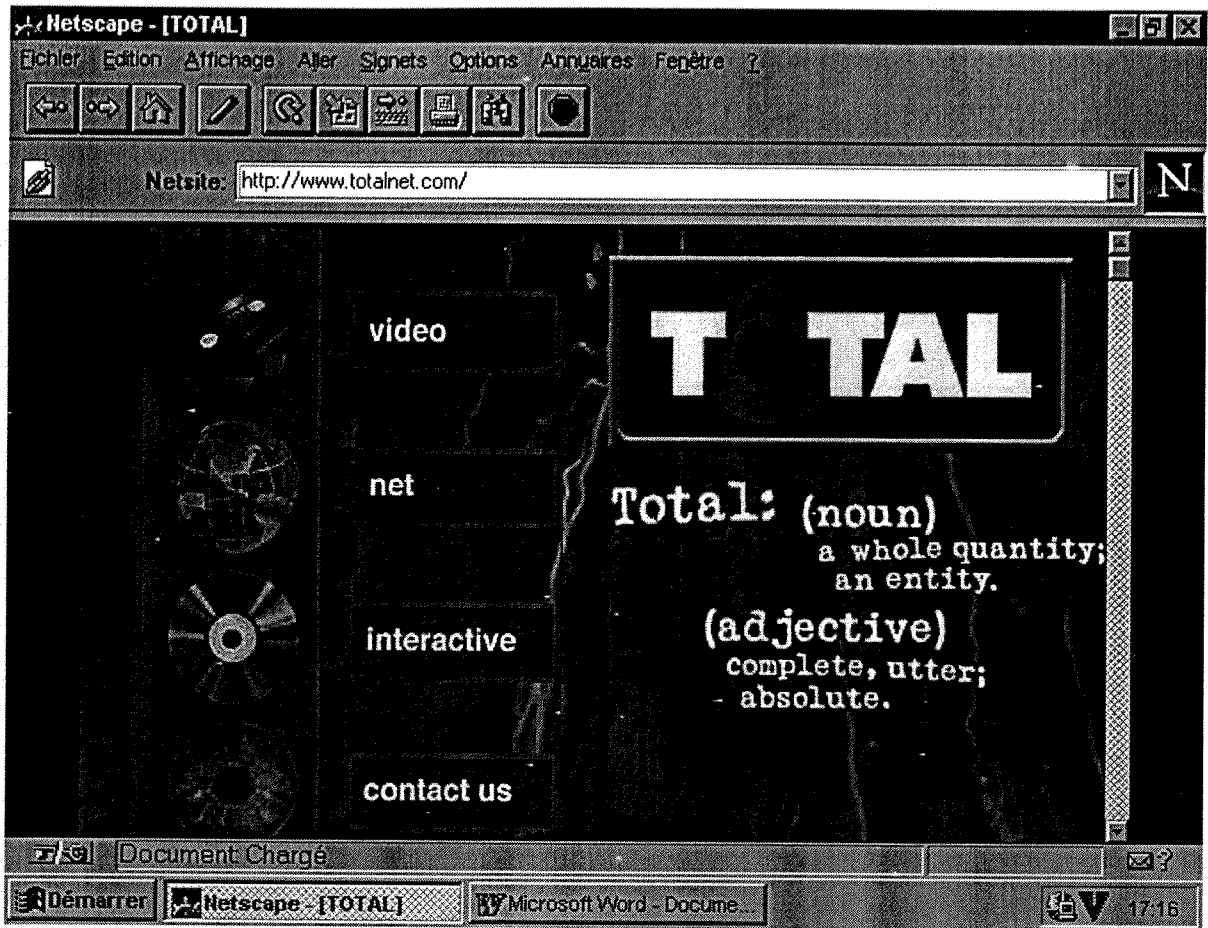 Netscape - [TOTAL]
Fichier Edition Affichage Aller Signets Options Annuaires Fenêtre ?
Netsite: http://www.totalnet.com/
N
video
TOTAL
net
Total: (noun)
a whole quantity;
an entity.
interactive
(adjective)
complete, utter;
absolute.
contact us
Document Chargé
?
Démarrer Netscape - [TOTAL] Microsoft Word - Docume... 17:16